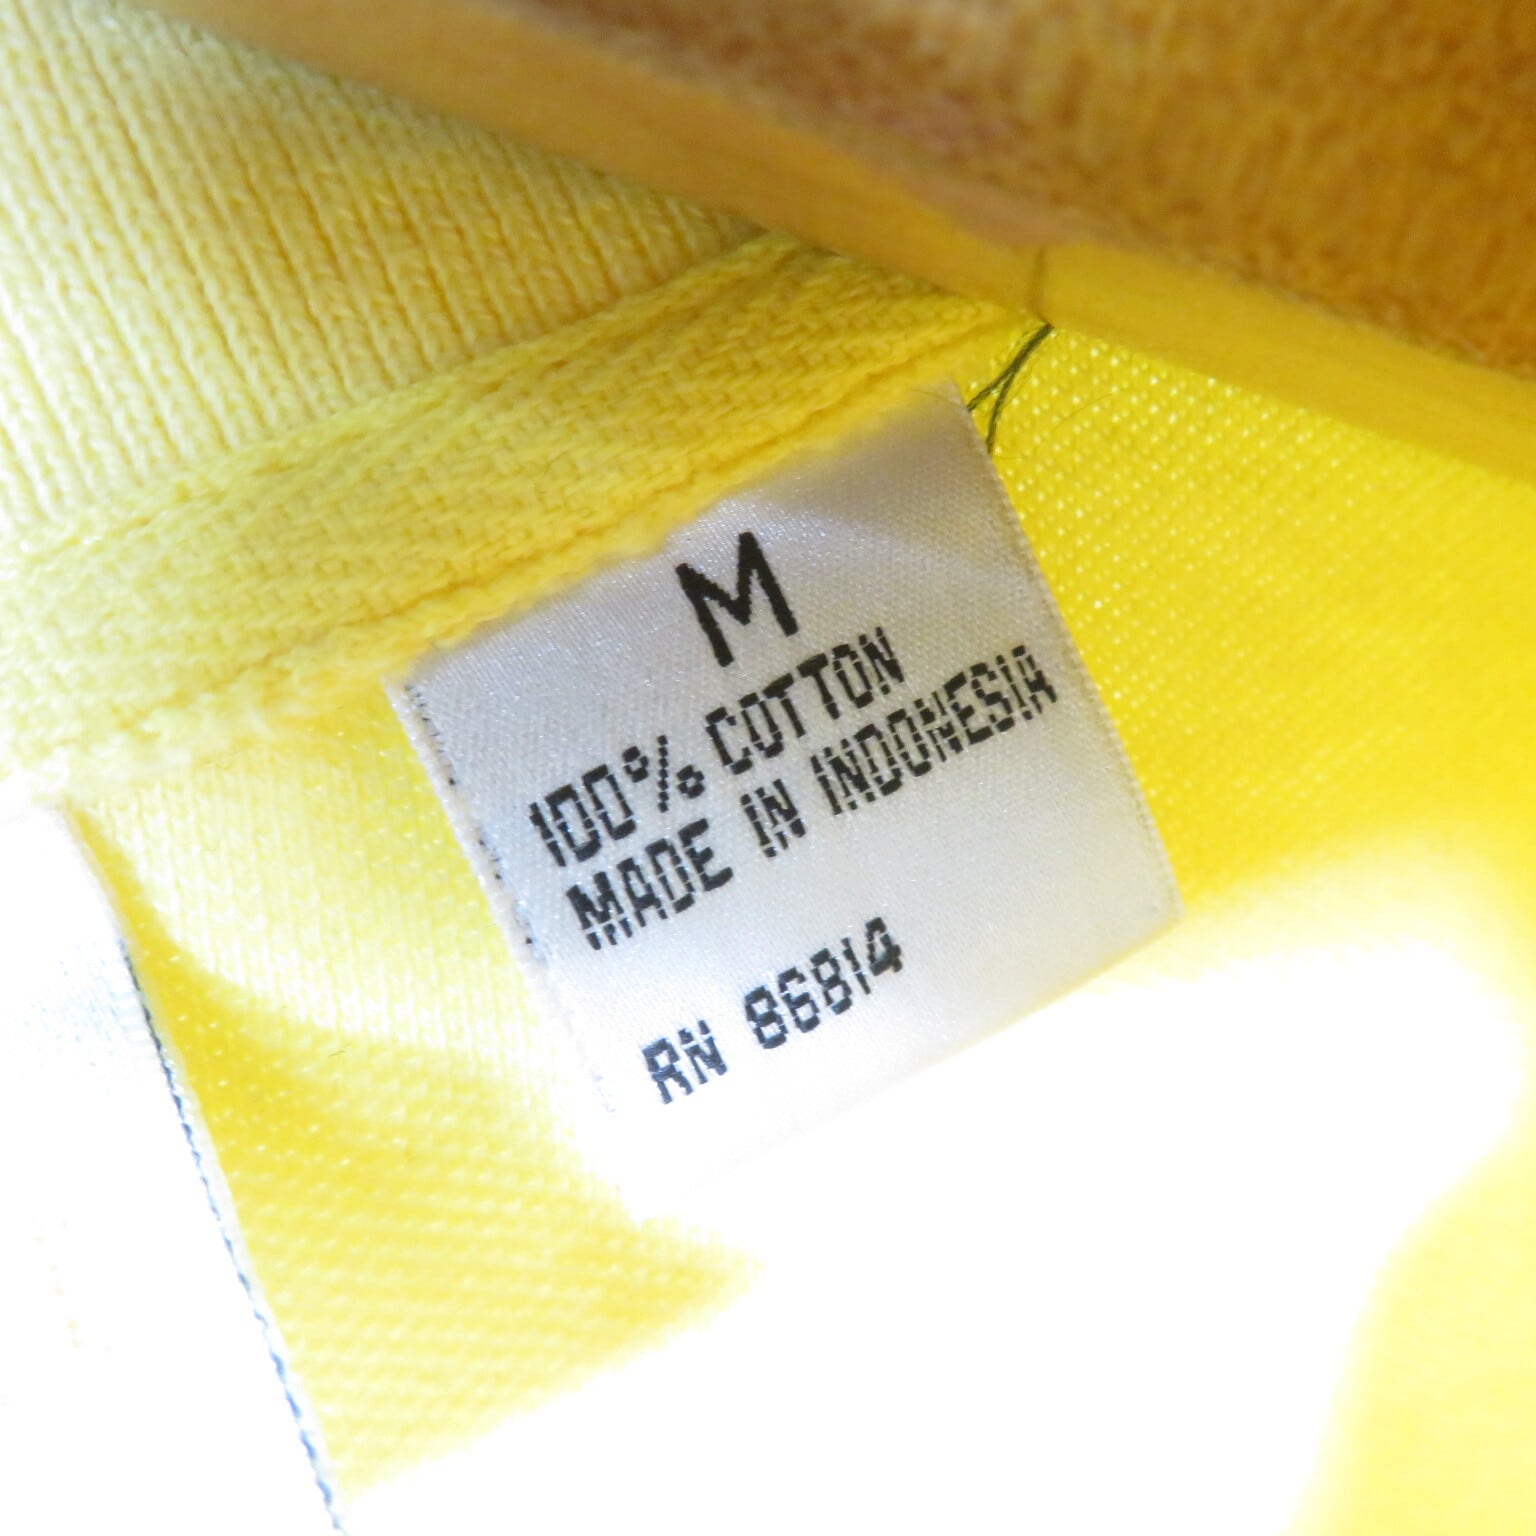 M
100% COTTON
MADE IN INDONESIA
RN 86814